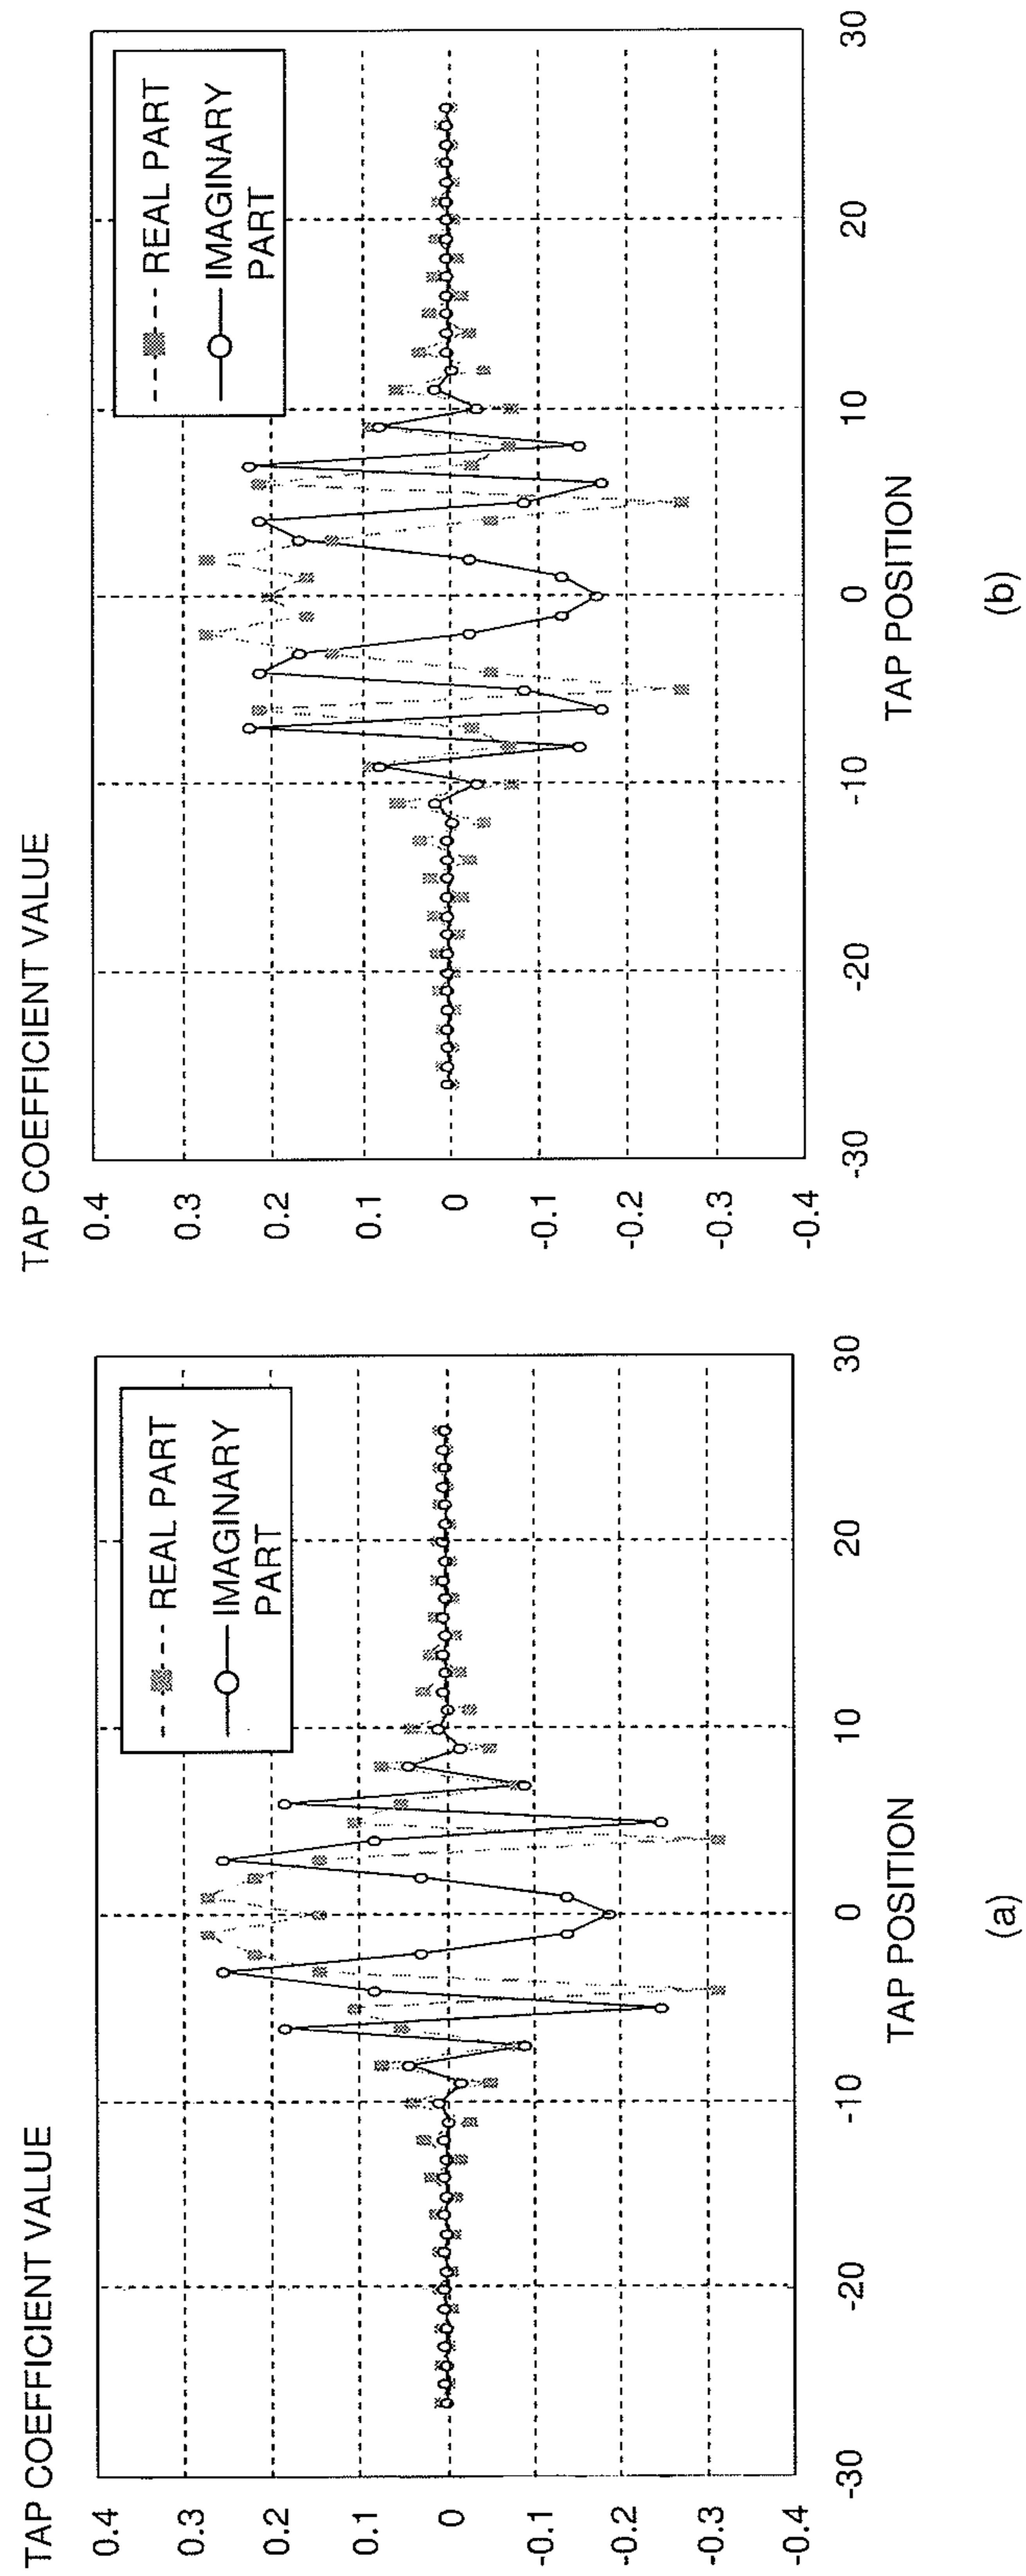 TAP COEFFICIENT VALUE
0.4
0.3
0.2
0.1
0
-0.1
-0.2
-0.3
-0.4
-30
-20
-10
0
10
20
30
REAL PART
IMAGINARY
PART
TAP POSITION
(a)
TAP COEFFICIENT VALUE
0.4
0.3
0.2
0.1
0
-0.1
-0.2
-0.3
-0.4
-30
-20
-10
0
10
20
30
REAL PART
IMAGINARY
PART
TAP POSITION
(b)